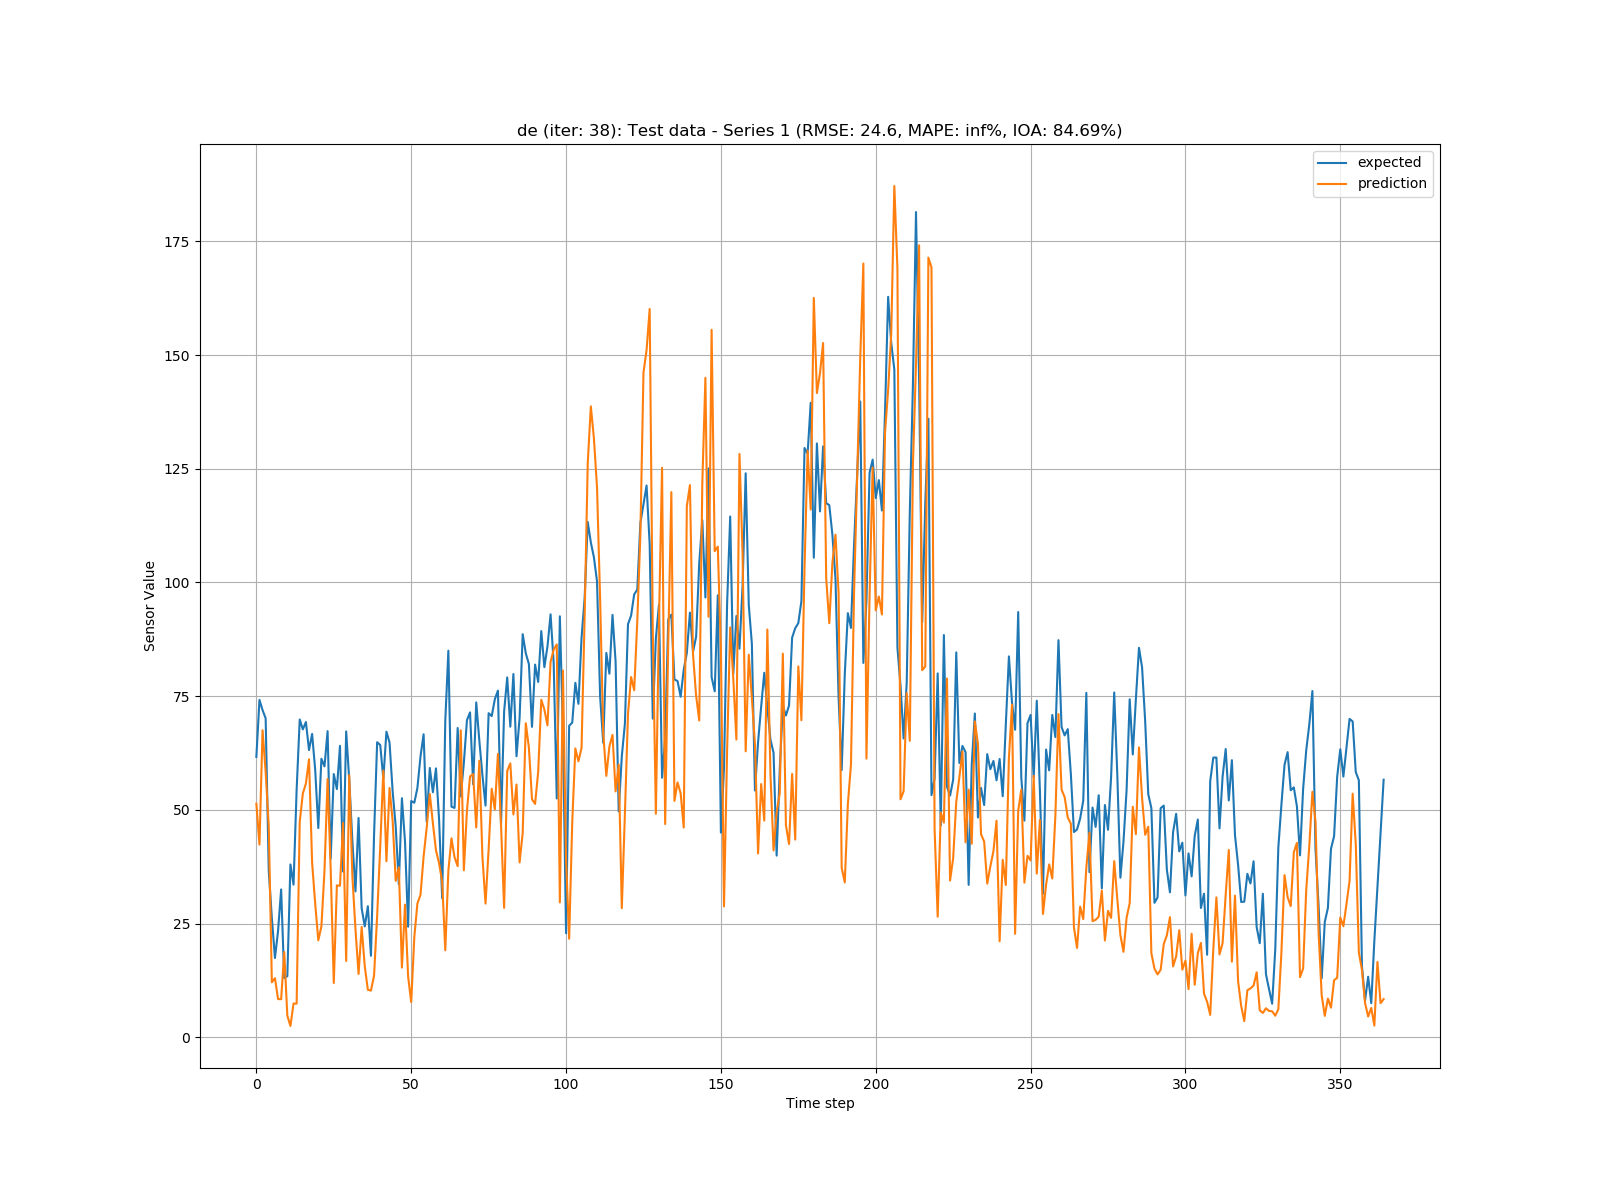 de (iter: 38): Test data - Series 1 (RMSE: 24.6, MAPE: inf%, IOA: 84.69%)
expected
prediction
175
150
125
100
75
50
25
0
Sensor Value
0 50 100 150 200 250 300 350
Time step